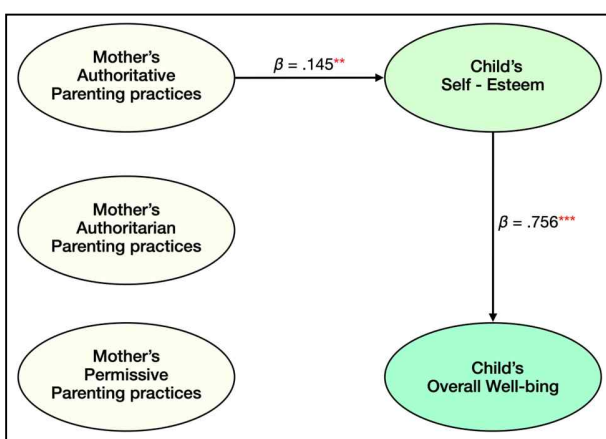 Mother's
Authoritative
Parenting practices
β = .145**
Child's
Self - Esteem
Mother's
Authoritarian
Parenting practices
β = .756***
Mother's
Permissive
Parenting practices
Child's
Overall Well-bing